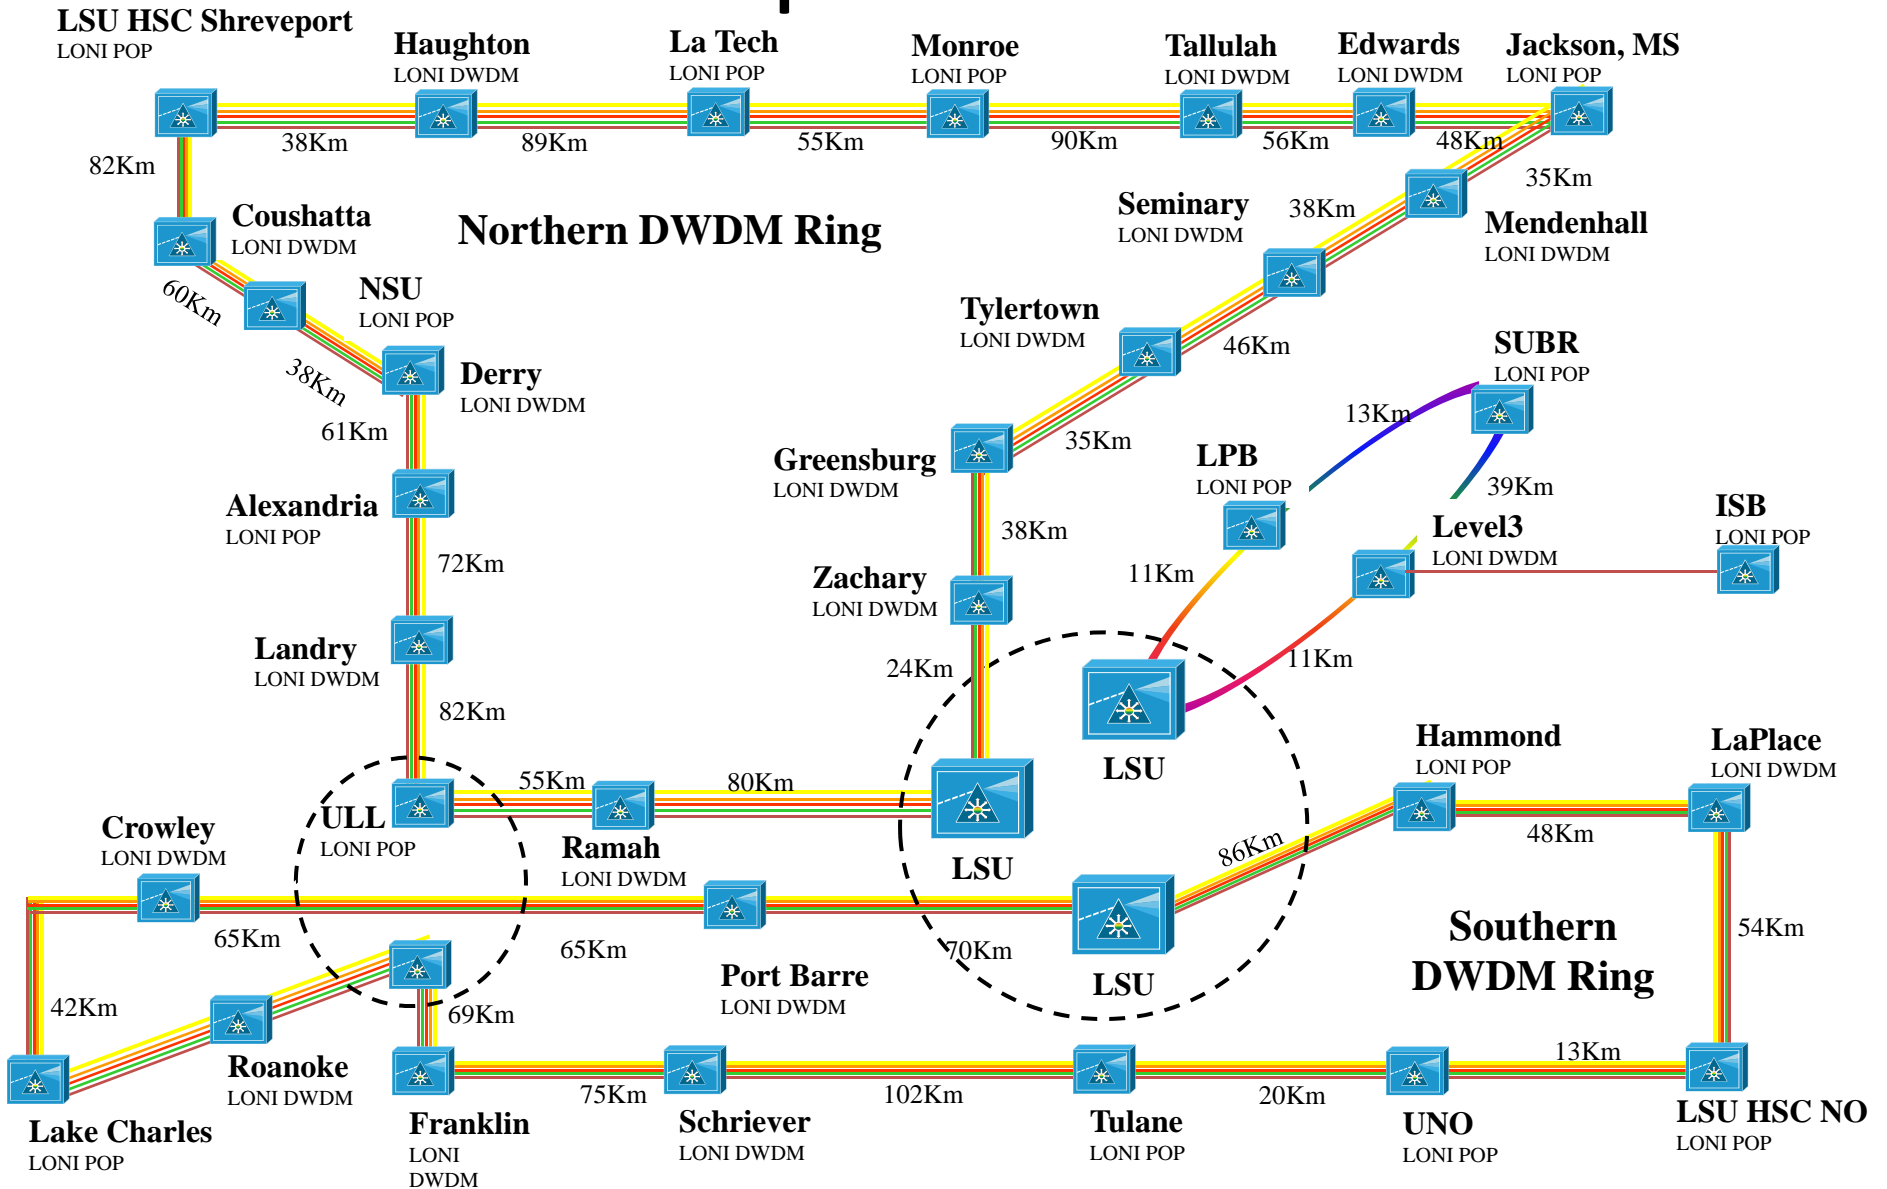 LSU HSC Shreveport
LONI POP
Haughton
LONI DWDM
La Tech
LONI POP
Monroe
LONI POP
Tallulah
LONI DWDM
Edwards
LONI DWDM
Jackson, MS
LONI POP
38Km
89Km
55Km
90Km
56Km
48Km
82Km
35Km
Coushatta
LONI DWDM
Northern DWDM Ring
Seminary
LONI DWDM
38Km
Mendenhall
LONI DWDM
60Km
NSU
LONI POP
Tylertown
LONI DWDM
46Km
SUBR
LONI POP
38Km
Derry
LONI DWDM
61Km
13Km
35Km
Greensburg
LONI DWDM
LPB
LONI POP
39Km
Alexandria
LONI POP
38Km
Level3
LONI DWDM
ISB
LONI POP
72Km
Zachary
LONI DWDM
11Km
Landry
LONI DWDM
24Km
11Km
82Km
LSU
Hammond
LONI POP
LaPlace
LONI DWDM
55Km
80Km
ULL
LONI POP
Crowley
LONI DWDM
Ramah
LONI DWDM
LSU
86Km
48Km
65Km
65Km
70Km
Southern
DWDM Ring
54Km
Port Barre
LONI DWDM
LSU
42Km
69Km
Roanoke
LONI DWDM
13Km
75Km
102Km
20Km
Lake Charles
LONI POP
Franklin
LONI
DWDM
Schriever
LONI DWDM
Tulane
LONI POP
UNO
LONI POP
LSU HSC NO
LONI POP